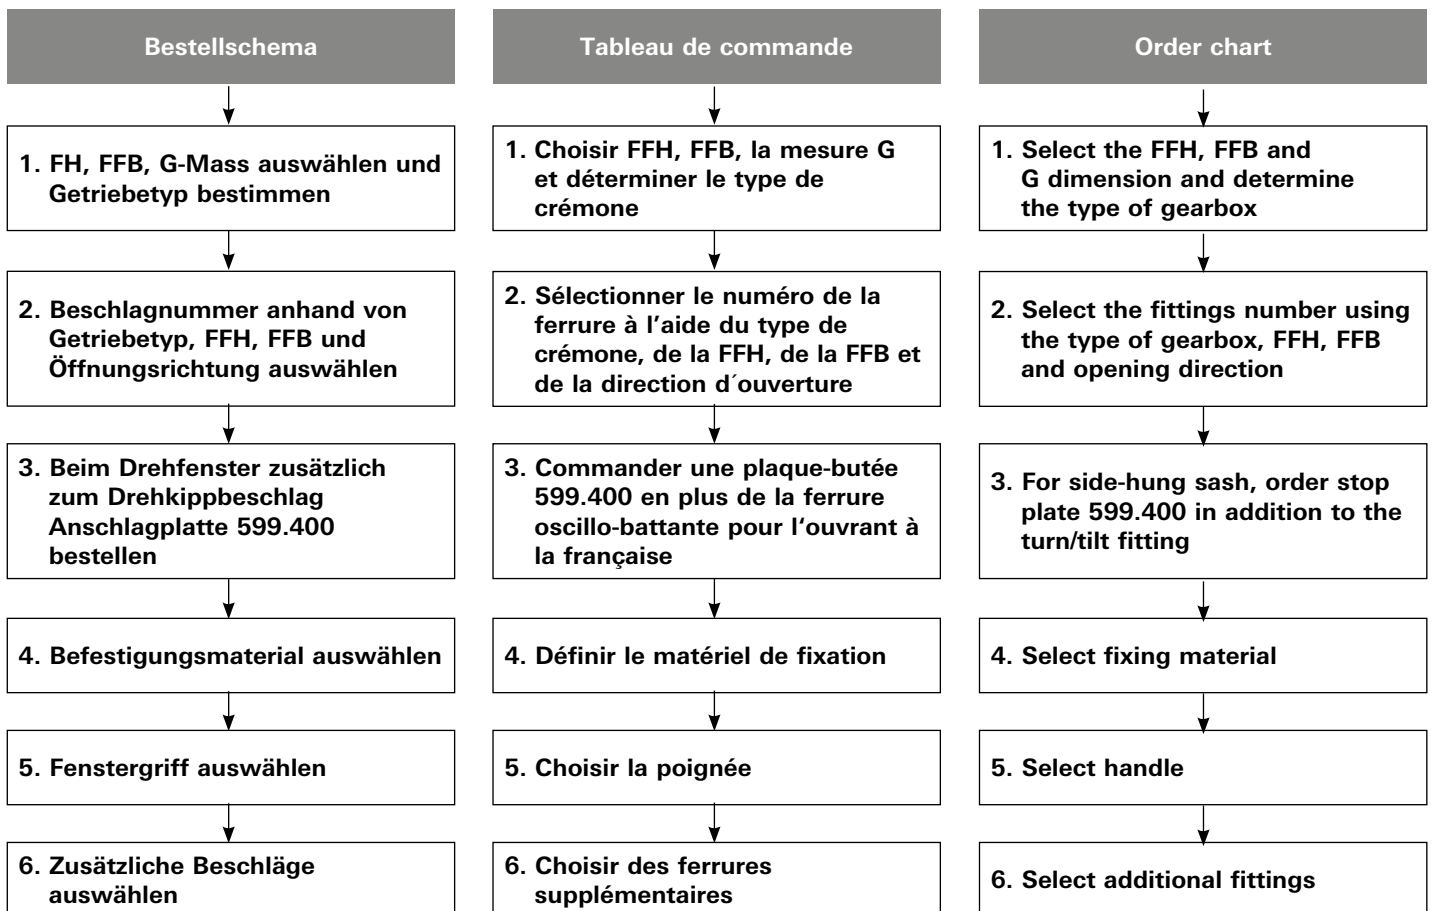 Bestellschema
1. FH, FFB, G-Mass auswählen und
Getriebetyp bestimmen
2. Beschlagnummer anhand von
Getriebetyp, FFH, FFB und
Öffnungsrichtung auswählen
3. Beim Drehfenster zusätzlich
zum Drehkippbeschlag
Anschlagplatte 599.400
bestellen
4. Befestigungsmaterial auswählen
5. Fenstergriff auswählen
6. Zusätzliche Beschläge
auswählen
Tableau de commande
1. Choisir FFH, FFB, la mesure G
et déterminer le type de
crémone
2. Sélectionner le numéro de la
ferrure à l’aide du type de
crémone, de la FFH, de la FFB et
de la direction d´ouverture
3. Commander une plaque-butée
599.400 en plus de la ferrure
oscillo-battante pour l‘ouvrant à
la française
4. Définir le matériel de fixation
5. Choisir la poignée
6. Choisir des ferrures
supplémentaires
Order chart
1. Select the FFH, FFB and
G dimension and determine
the type of gearbox
2. Select the fittings number using
the type of gearbox, FFH, FFB
and opening direction
3. For side-hung sash, order stop
plate 599.400 in addition to the
turn/tilt fitting
4. Select fixing material
5. Select handle
6. Select additional fittings